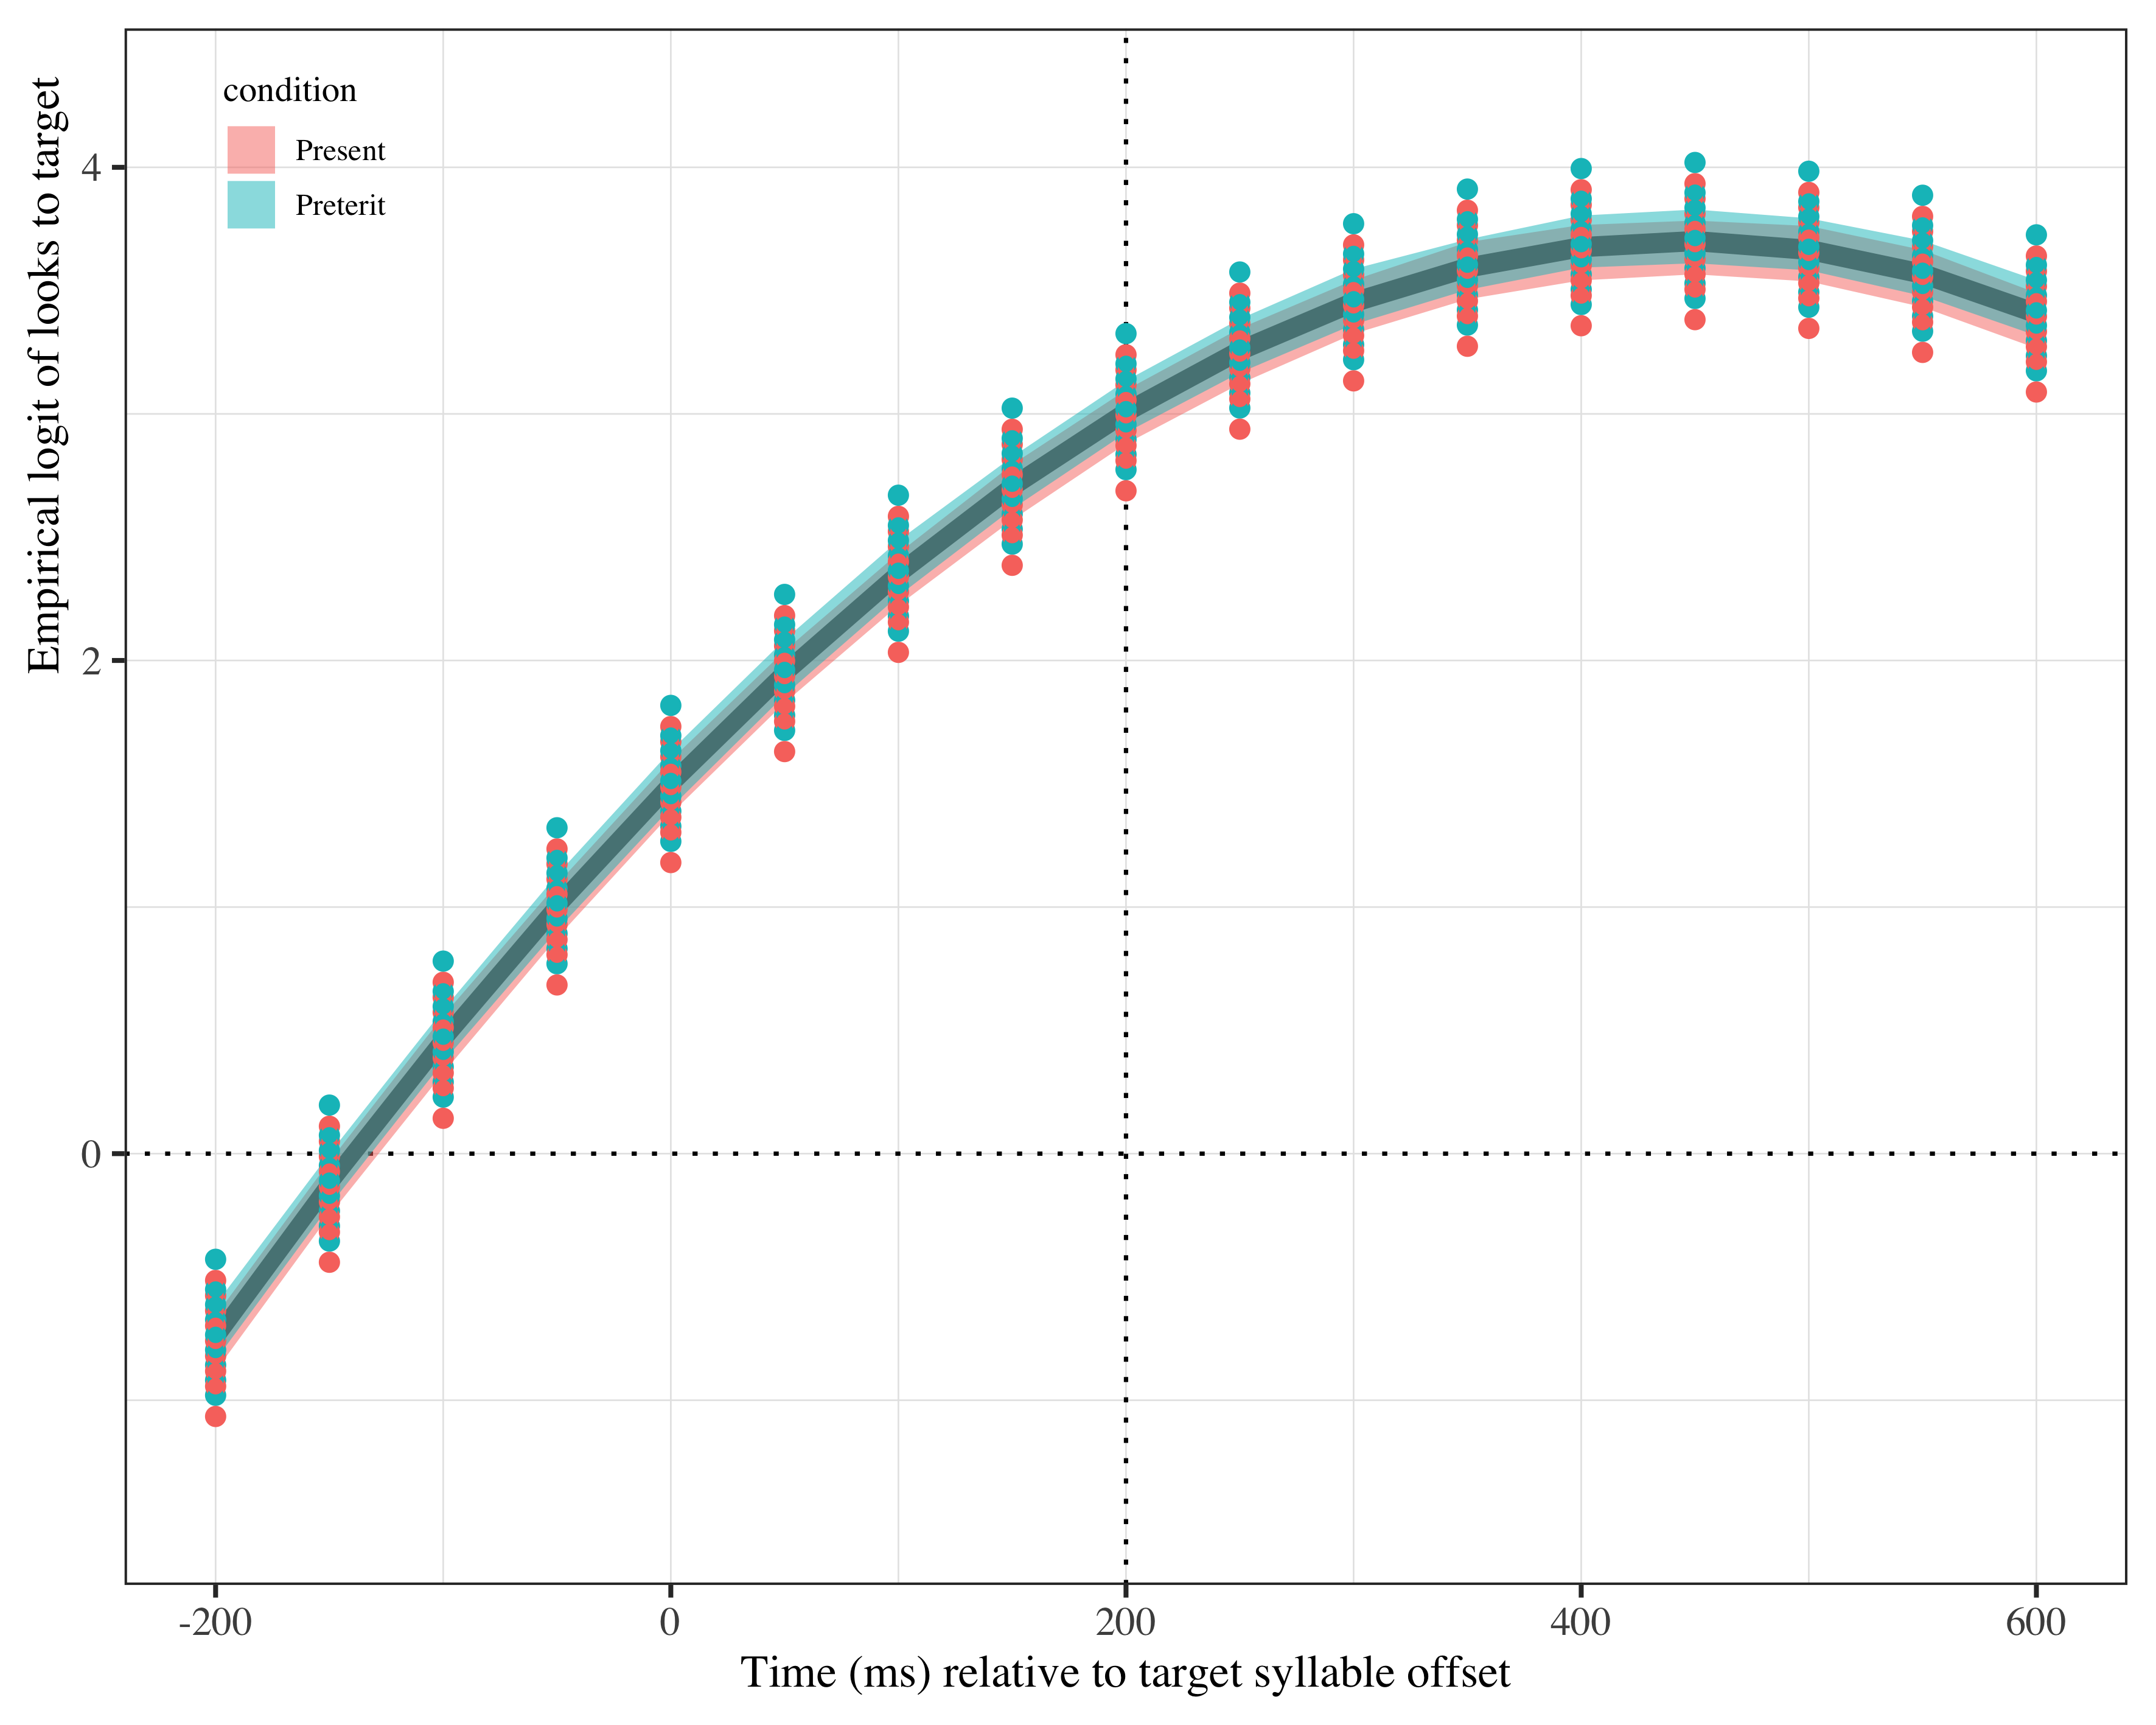 condition
Present
Preterit
Empirical logit of looks to target
4
2
0
-200 0 200 400 600
Time (ms) relative to target syllable offset